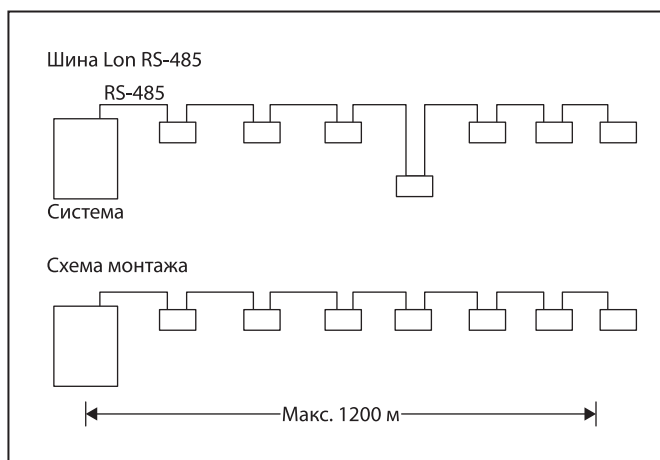 Шина Lon RS-485
RS-485
Система
Схема монтажа
Макс. 1200 м